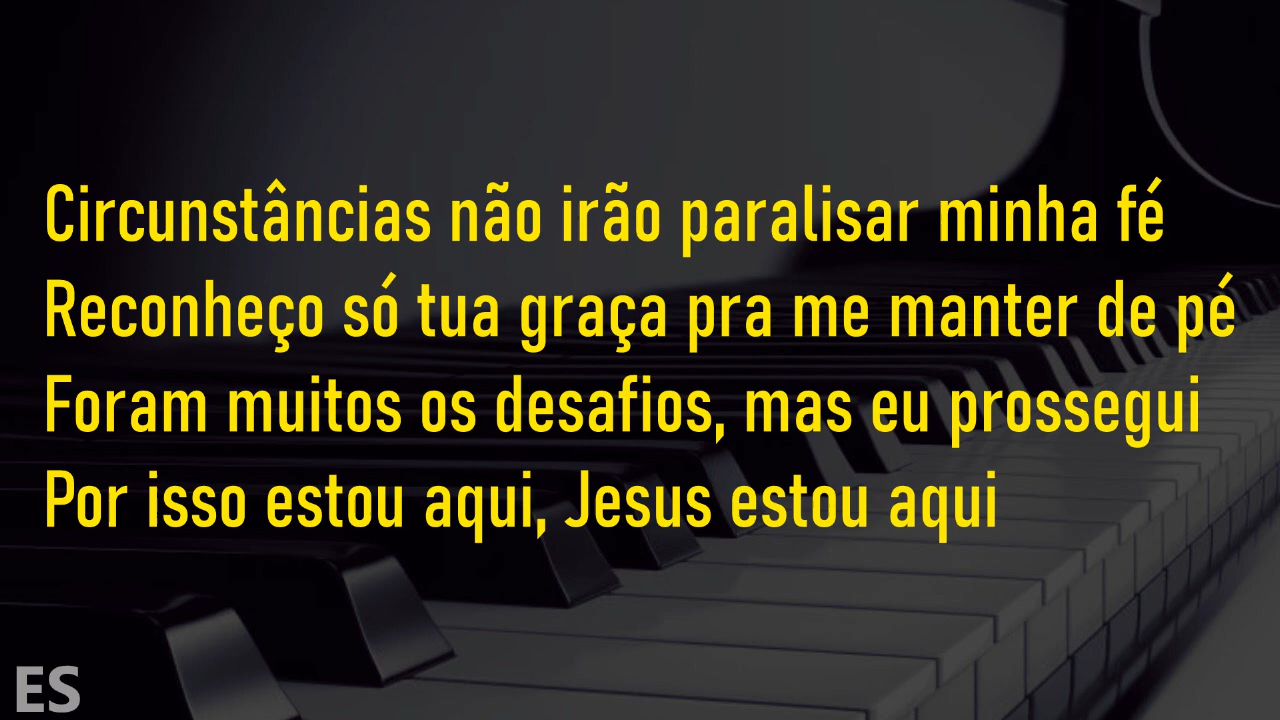 Circunstâncias não irão paralisar minha fé
Reconheço só tua graça pra me manter de pé
Foram muitos os desafios, mas eu prossegui
Por isso estou aqui, Jesus estou aqui
ES